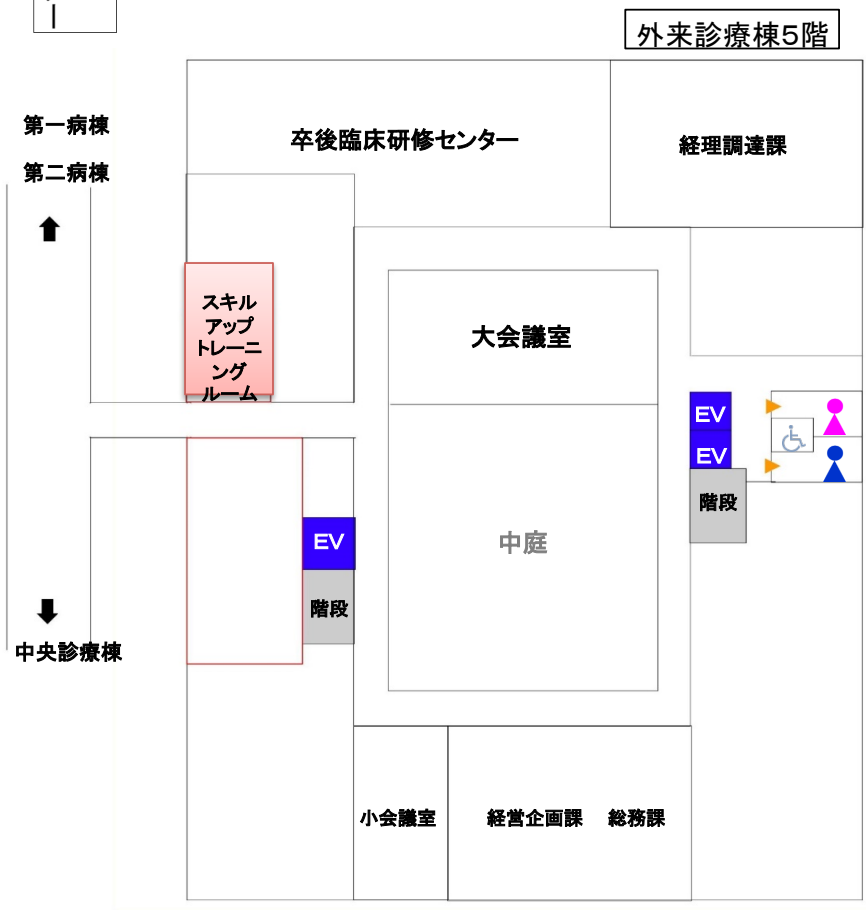 ー
外来診療棟5階
第一病棟
第二病棟
卒後臨床研修センター
経理調達課
スキル
アップ
トレーニ
ング
ルーム
大会議室
EV
EV
階段
中庭
EV
階段
中央診療棟
小会議室
経営企画課 総務課